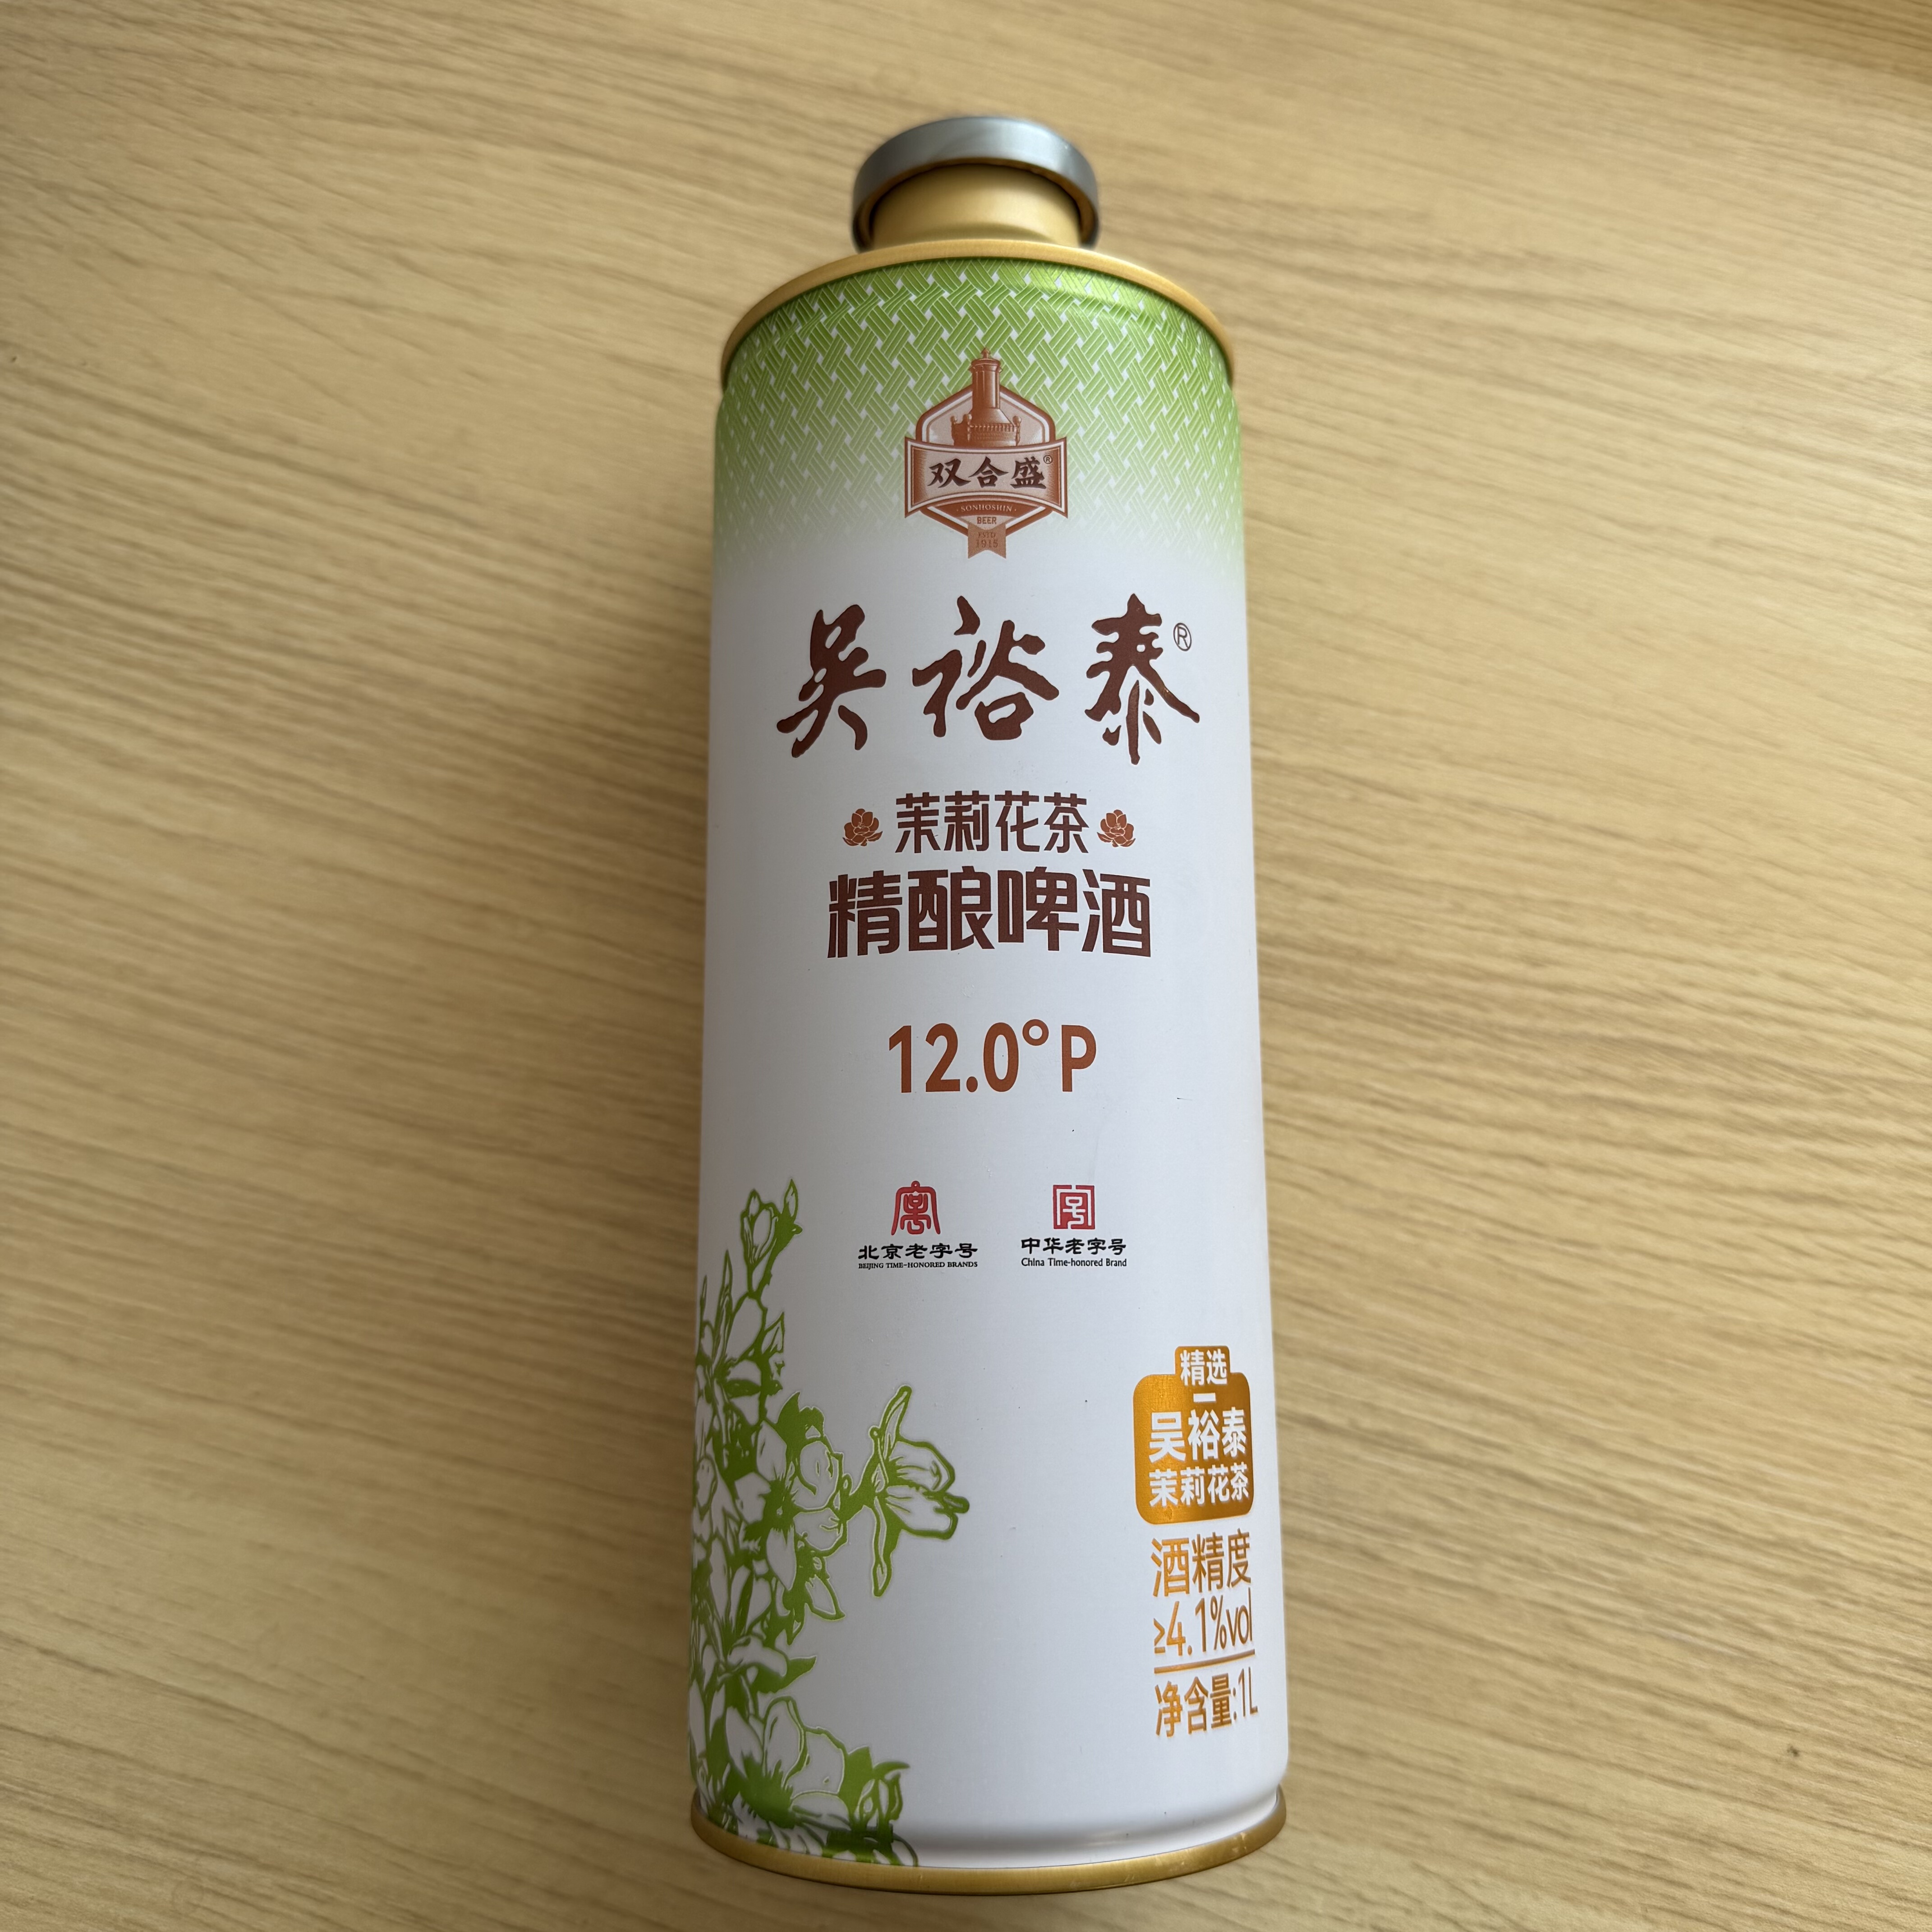 双合盛®
SONHOSHIN
BEER
ESTD
1915
吴裕泰®
茉莉花茶
精酿啤酒
12.0°P
北京老字号
BEIJING TIME-HONORED BRANDS
中华老字号
China Time-honored Brand
精选
吴裕泰
茉莉花茶
酒精度
≥4.1%vol
净含量:1L